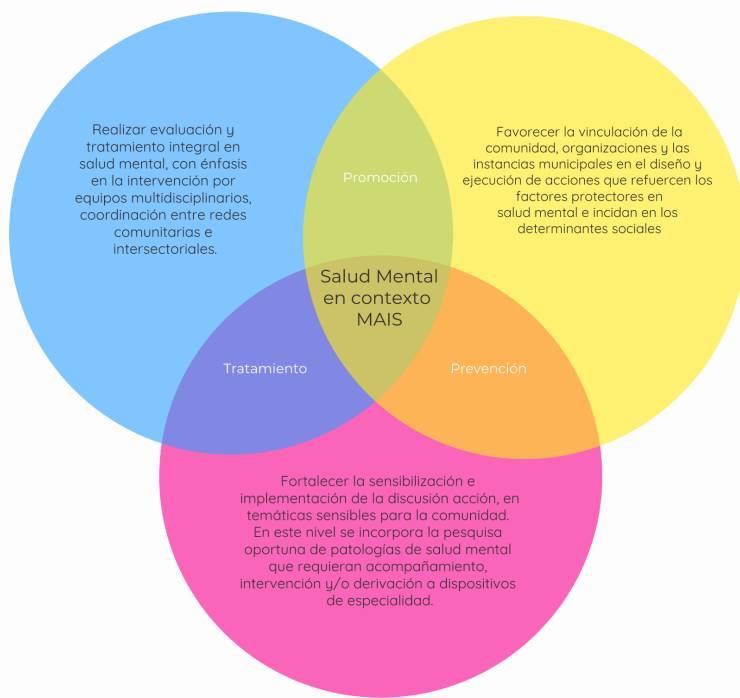 Realizar evaluación y
tratamiento integral en
salud mental, con énfasis
en la intervención por
equipos multidisciplinarios,
coordinación entre redes
comunitarias e
intersectoriales.
Promoción
Favorecer la vinculación de la
comunidad, organizaciones y las
instancias municipales en el diseño y
ejecución de acciones que refuercen los
factores protectores en
salud mental e incidan en los
determinantes sociales
Salud Mental
en contexto
MAIS
Tratamiento
Prevención
Fortalecer la sensibilización e
implementación de la discusión acción, en
temáticas sensibles para la comunidad.
En este nivel se incorpora la pesquisa
oportuna de patologías de salud mental
que requieran acompañamiento,
intervención y/o derivación a dispositivos
de especialidad.